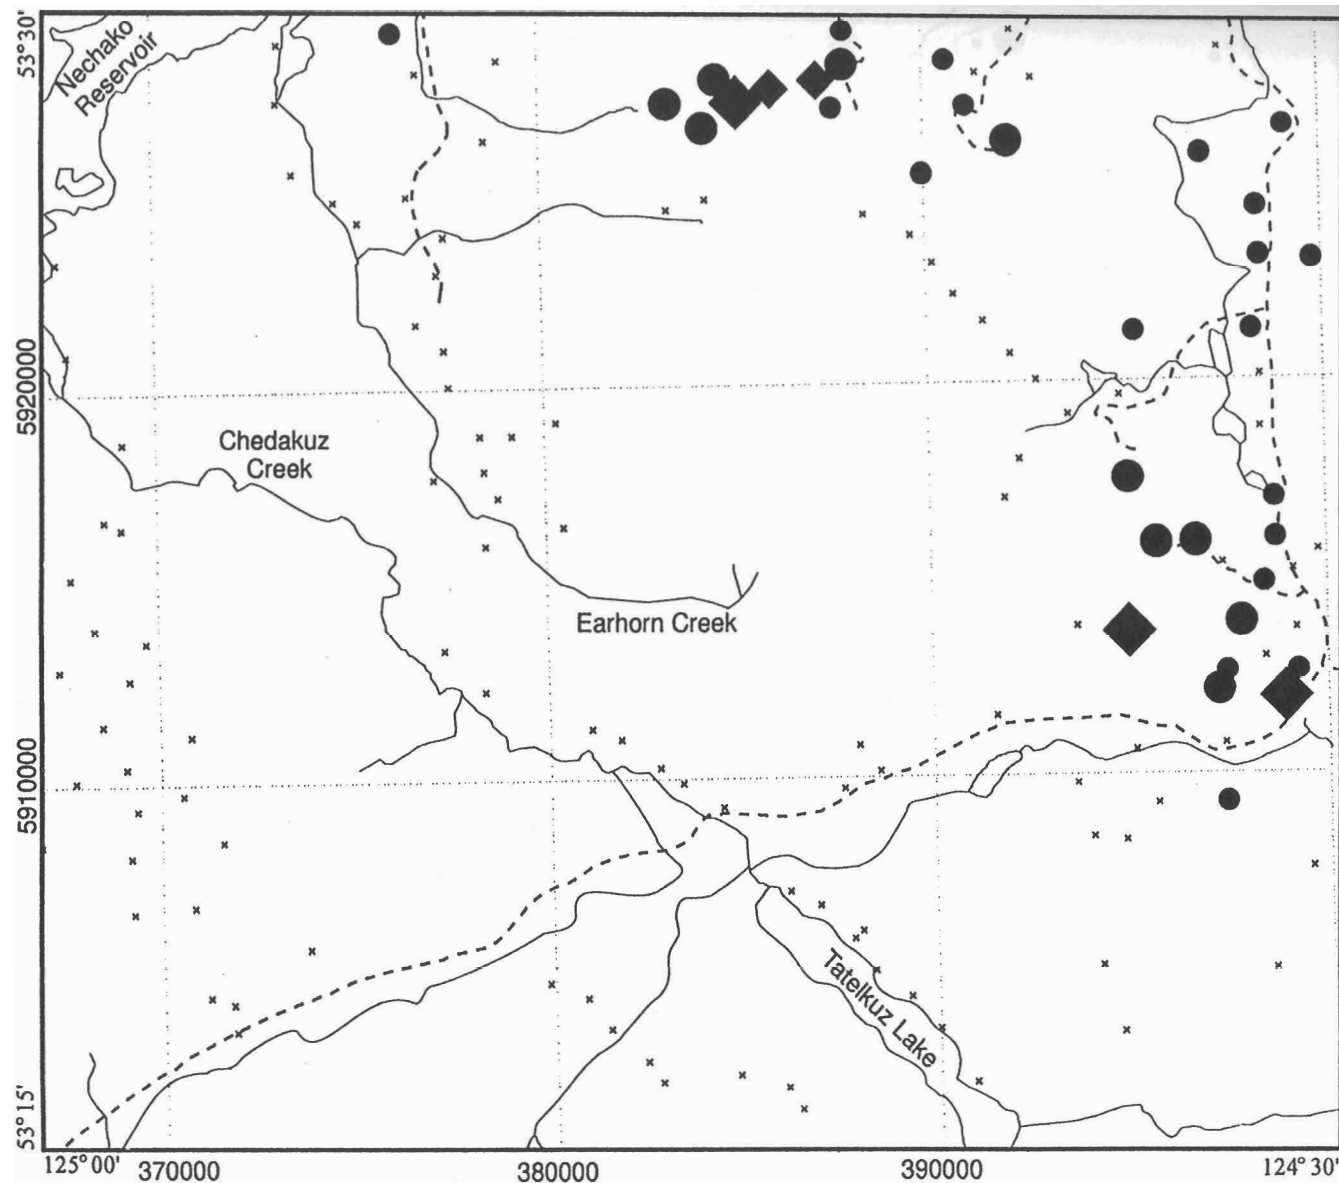 53° 30'
Nechako
Reservoir
5920000
Chedakuz
Creek
Earhorn Creek
5910000
Tatelkuz Lake
53° 15'
125° 00'
370000
380000
390000
124° 30'